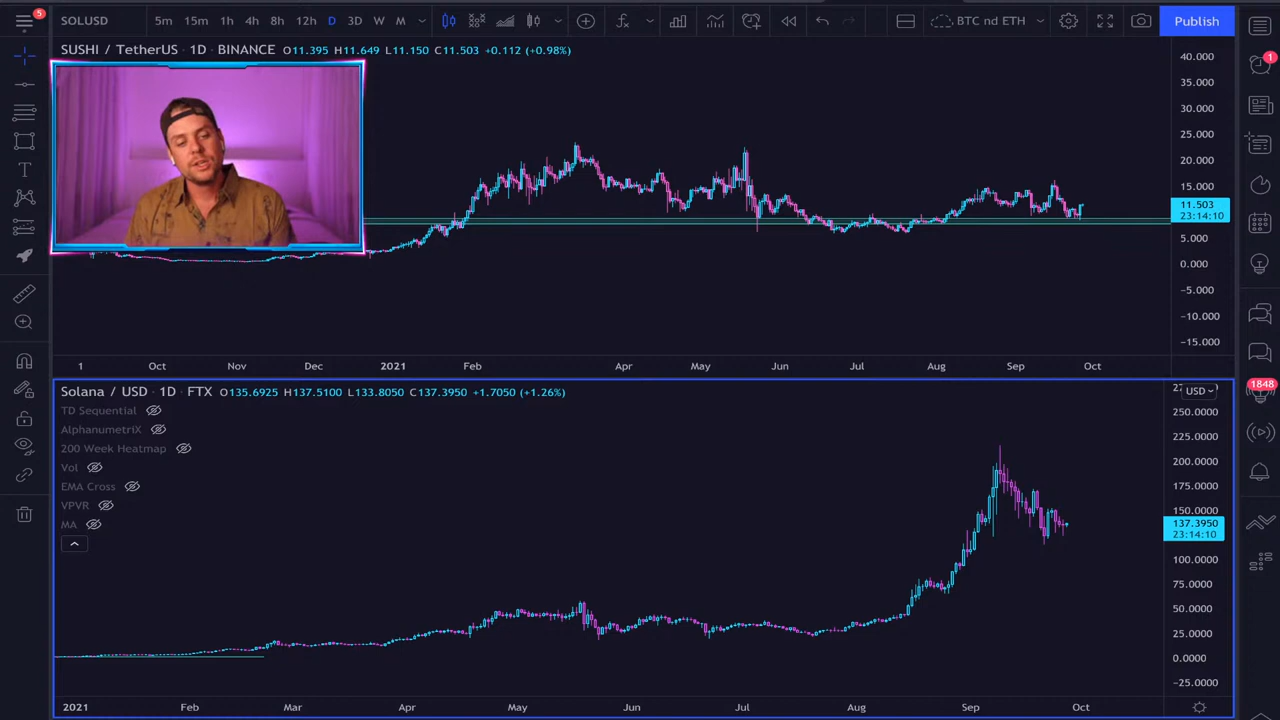 5
SOLUSD 5m 15m 1h 4h 8h 12h D 3D W M BTC nd ETH Publish
SUSHI / TetherUS · 1D · BINANCE O11.395 H11.649 L11.150 C11.503 +0.112 (+0.98%)
40.000
35.000
30.000
25.000
20.000
15.000
11.503
23:14:10
5.000
0.000
−5.000
−10.000
−15.000
1 Oct Nov Dec 2021 Feb Apr May Jun Jul Aug Sep Oct
Solana / USD · 1D · FTX O135.6925 H137.5100 L133.8050 C137.3950 +1.7050 (+1.26%)
USD
TD Sequential
AlphanumetriX
200 Week Heatmap
Vol
EMA Cross
VPVR
MA
250.0000
225.0000
200.0000
175.0000
150.0000
137.3950
23:14:10
100.0000
75.0000
50.0000
25.0000
0.0000
−25.0000
2021 Feb Mar Apr May Jun Jul Aug Sep Oct
1
1848